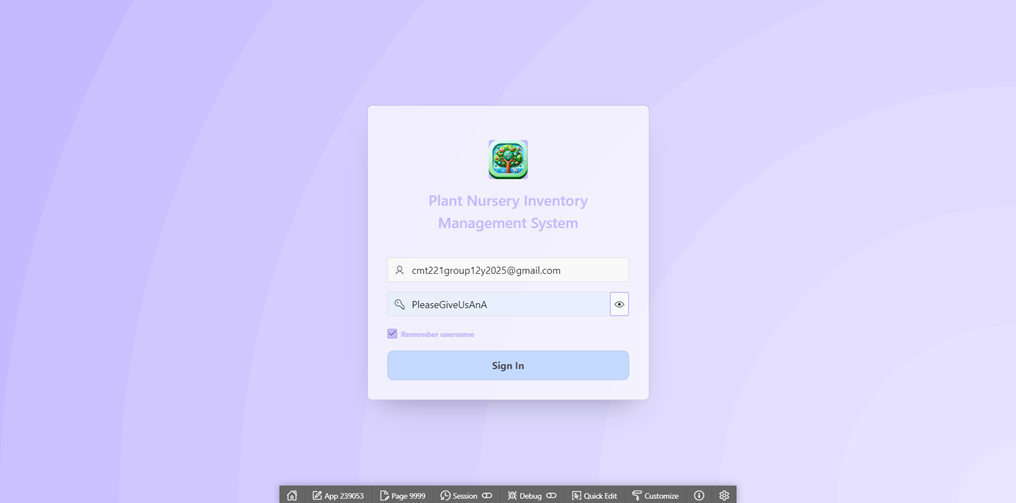 Plant Nursery Inventory
Management System
cmt221group12y2025@gmail.com
PleaseGiveUsAnA
Remember username
Sign In
App 239053 Page 9999 Session Debug Quick Edit Customize